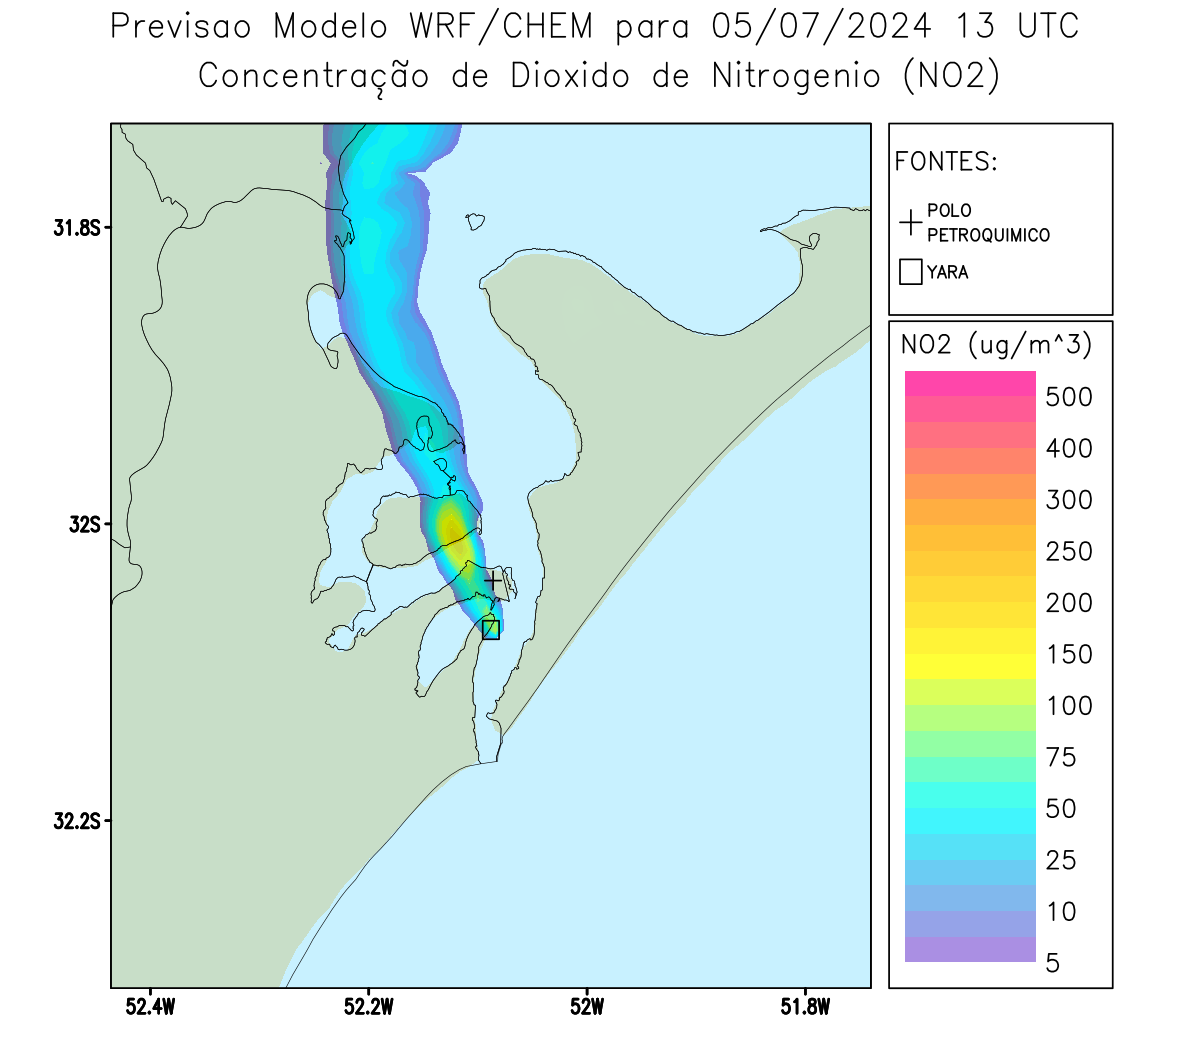 Previsao Modelo WRF/CHEM para 05/07/2024 13 UTC
Concentração de Dioxido de Nitrogenio (NO2)
FONTES:
POLO
PETROQUIMICO
YARA
31.8S
32S
32.2S
52.4W
52.2W
52W
51.8W
NO2 (ug/m^3)
500
400
300
250
200
150
100
75
50
25
10
5